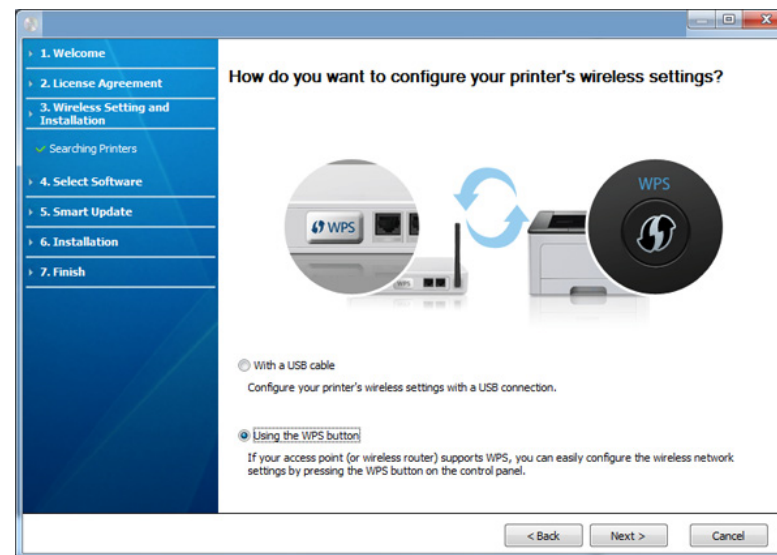 1. Welcome
2. License Agreement
3. Wireless Setting and
Installation
Searching Printers
4. Select Software
5. Smart Update
6. Installation
7. Finish
How do you want to configure your printer's wireless settings?
WPS
WPS
WPS
With a USB cable
Configure your printer's wireless settings with a USB connection.
Using the WPS button
If your access point (or wireless router) supports WPS, you can easily configure the wireless network
settings by pressing the WPS button on the control panel.
< Back
Next >
Cancel